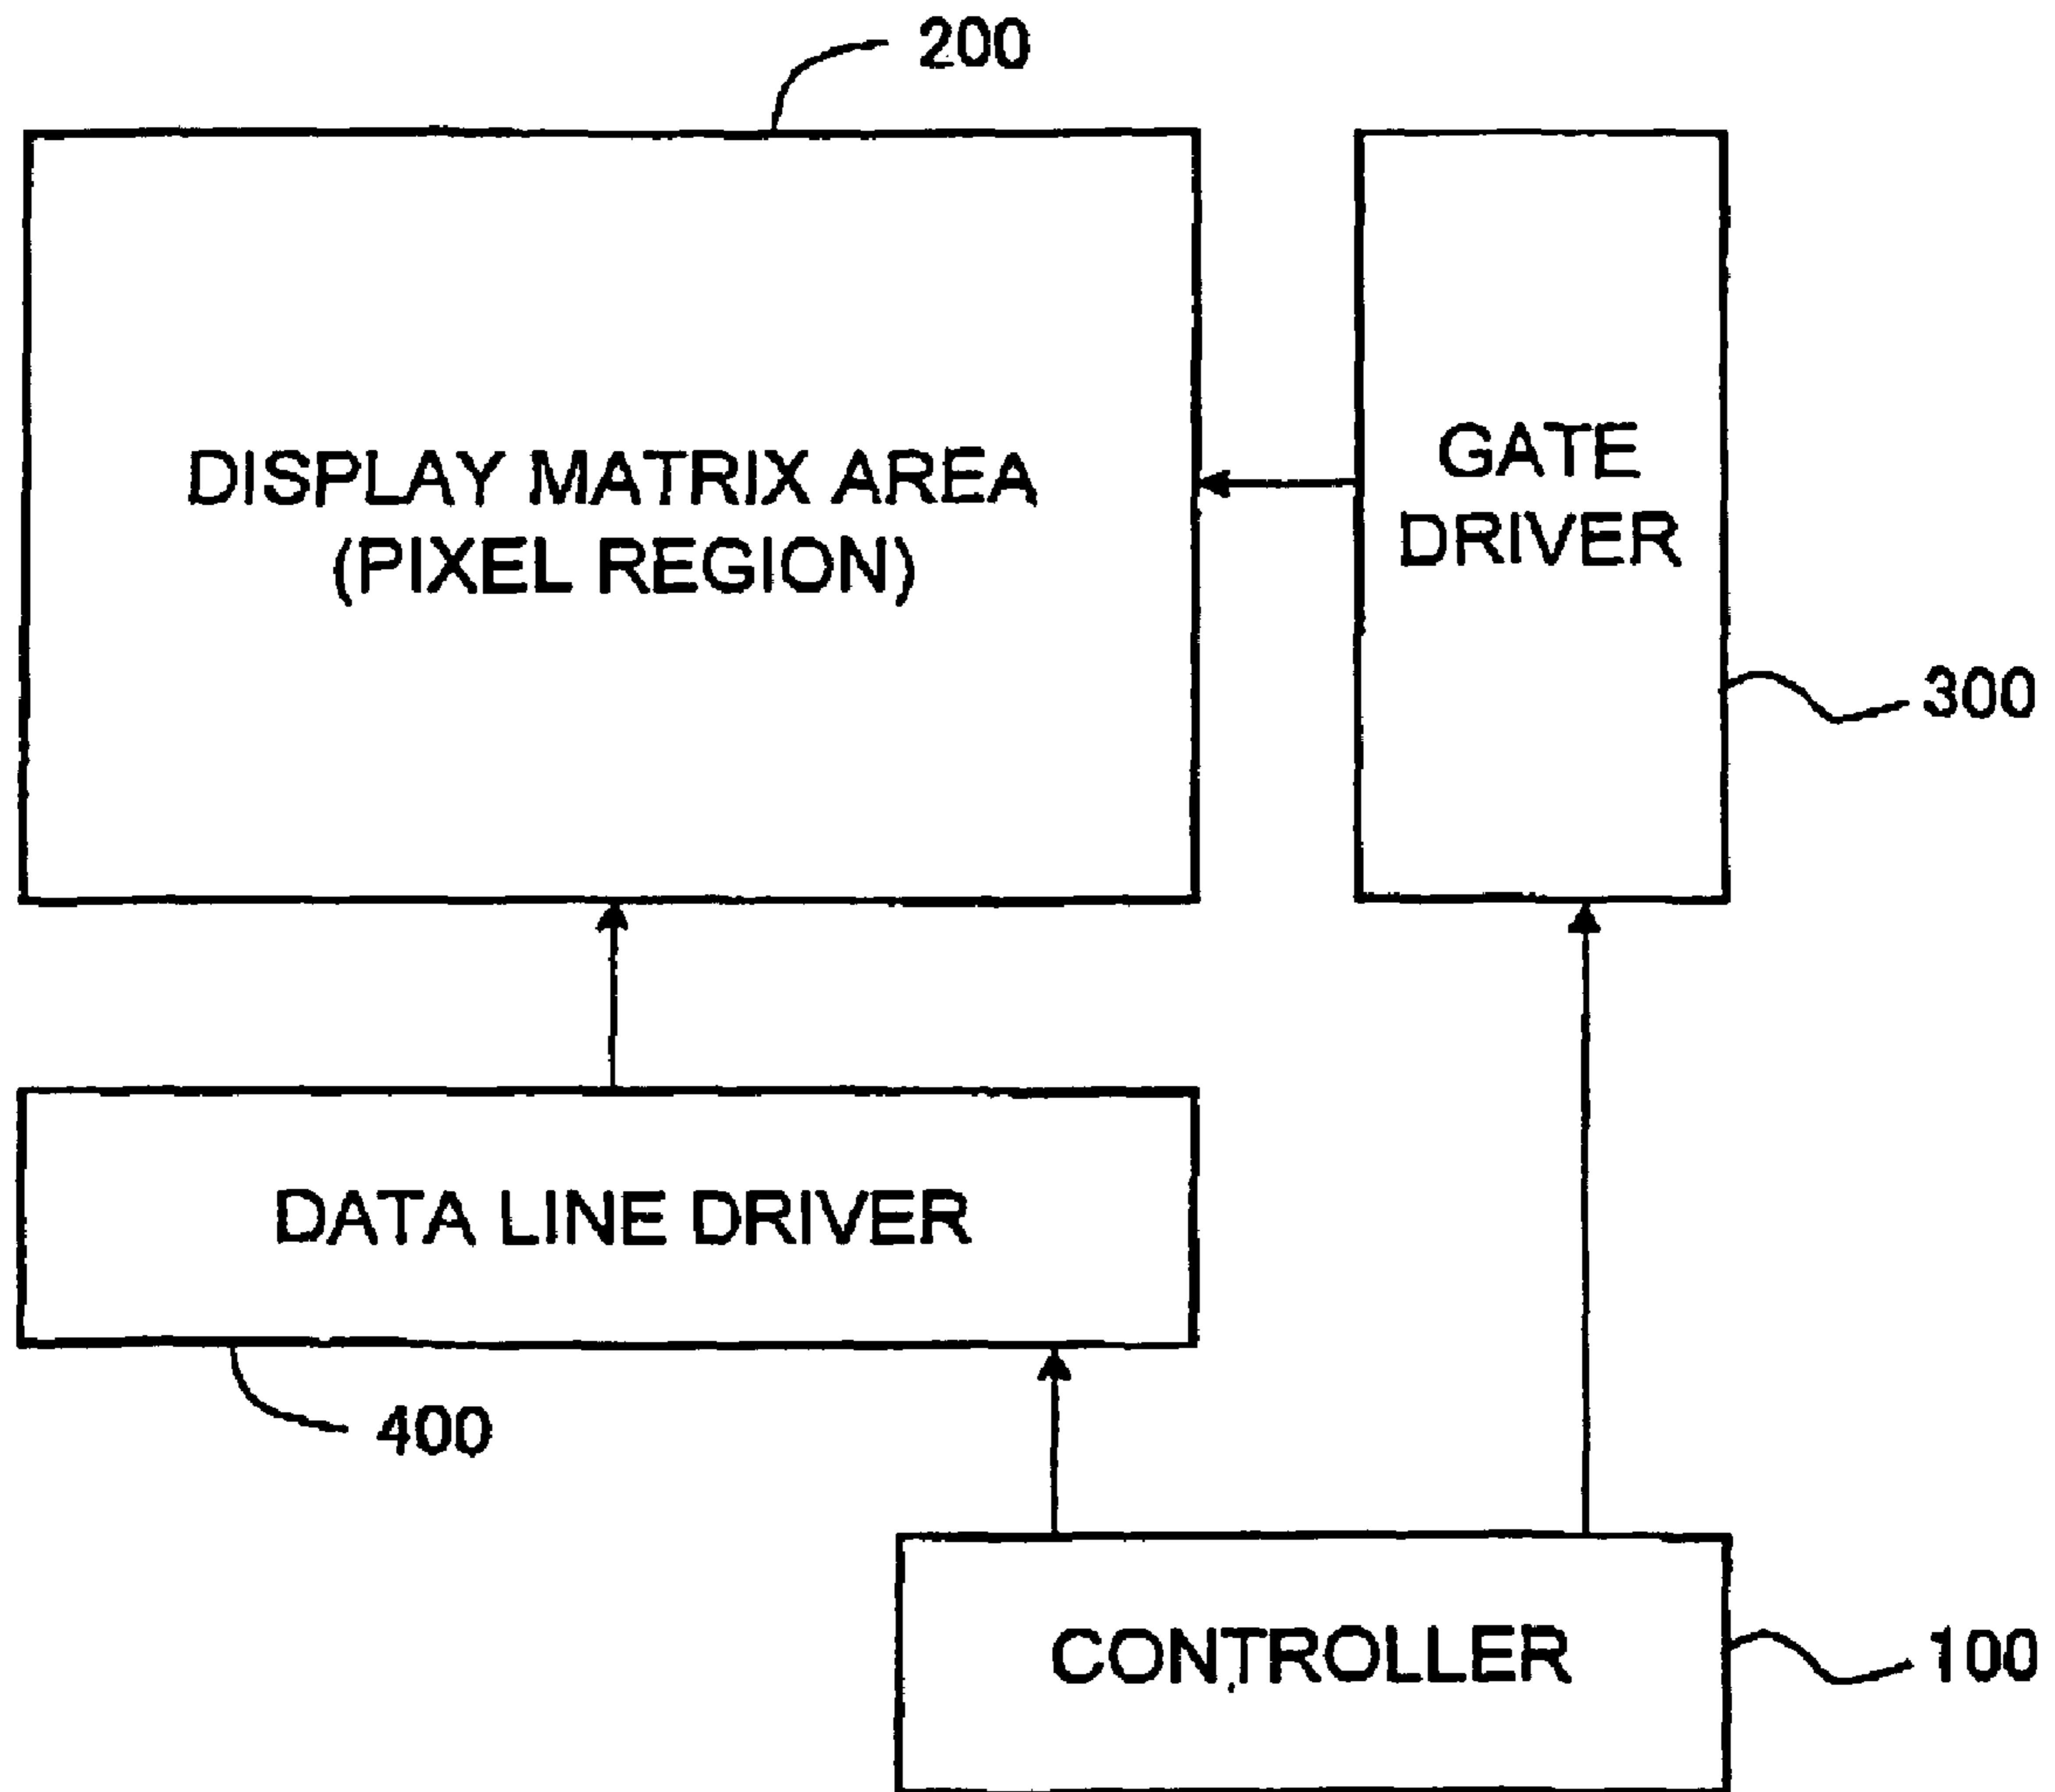 200
DISPLAY MATRIX AREA
(PIXEL REGION)
GATE
DRIVER
300
DATA LINE DRIVER
400
CONTROLLER
100